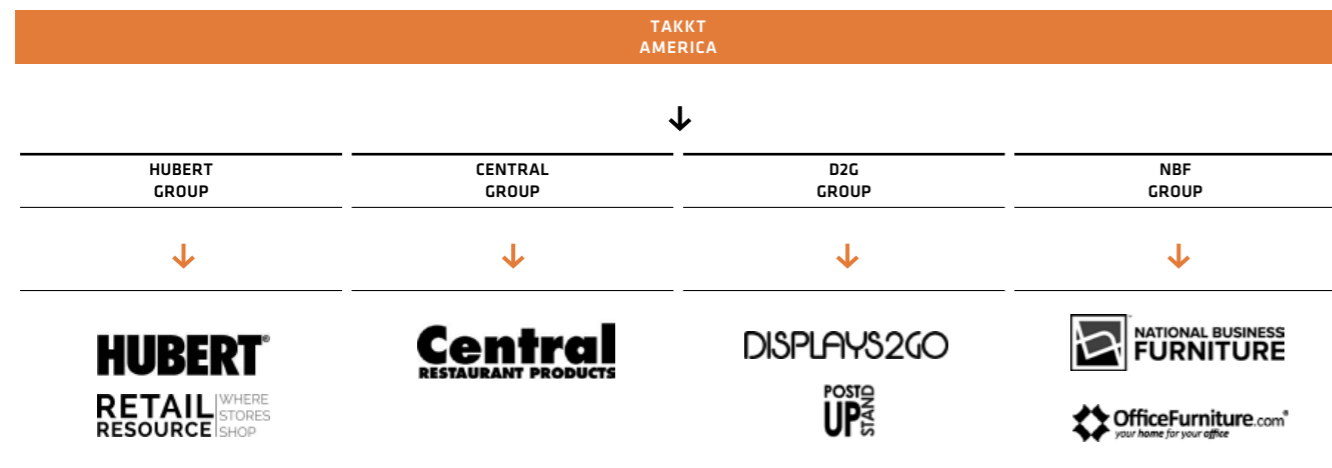 TAKKT
AMERICA
HUBERT
GROUP
CENTRAL
GROUP
D2G
GROUP
NBF
GROUP
HUBERT®
RETAIL
RESOURCE
WHERE
STORES
SHOP
Central
RESTAURANT PRODUCTS
DISPLAYS2GO
POST
UP
STAND
NATIONAL BUSINESS
FURNITURE™
OfficeFurniture.com®
your home for your office